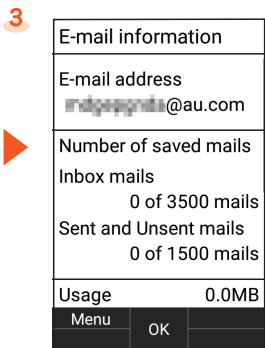 3
E-mail information
E-mail address
@au.com
Number of saved mails
Inbox mails
0 of 3500 mails
Sent and Unsent mails
0 of 1500 mails
Usage 0.0MB
Menu
OK